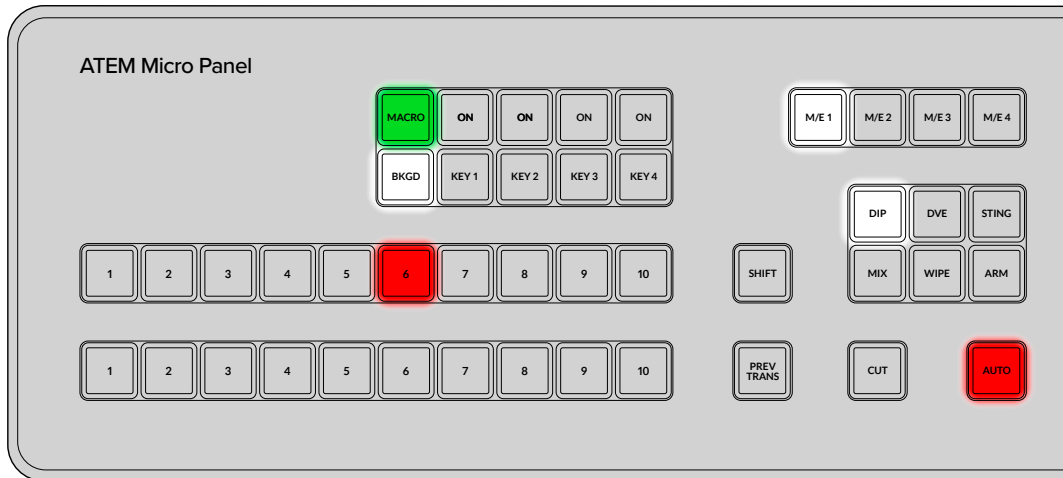 ATEM Micro Panel
MACRO ON ON ON ON
M/E 1 M/E 2 M/E 3 M/E 4
BKGD KEY 1 KEY 2 KEY 3 KEY 4
DIP DVE STING
1 2 3 4 5 6 7 8 9 10
SHIFT
MIX WIPE ARM
1 2 3 4 5 6 7 8 9 10
PREV
TRANS
CUT
AUTO